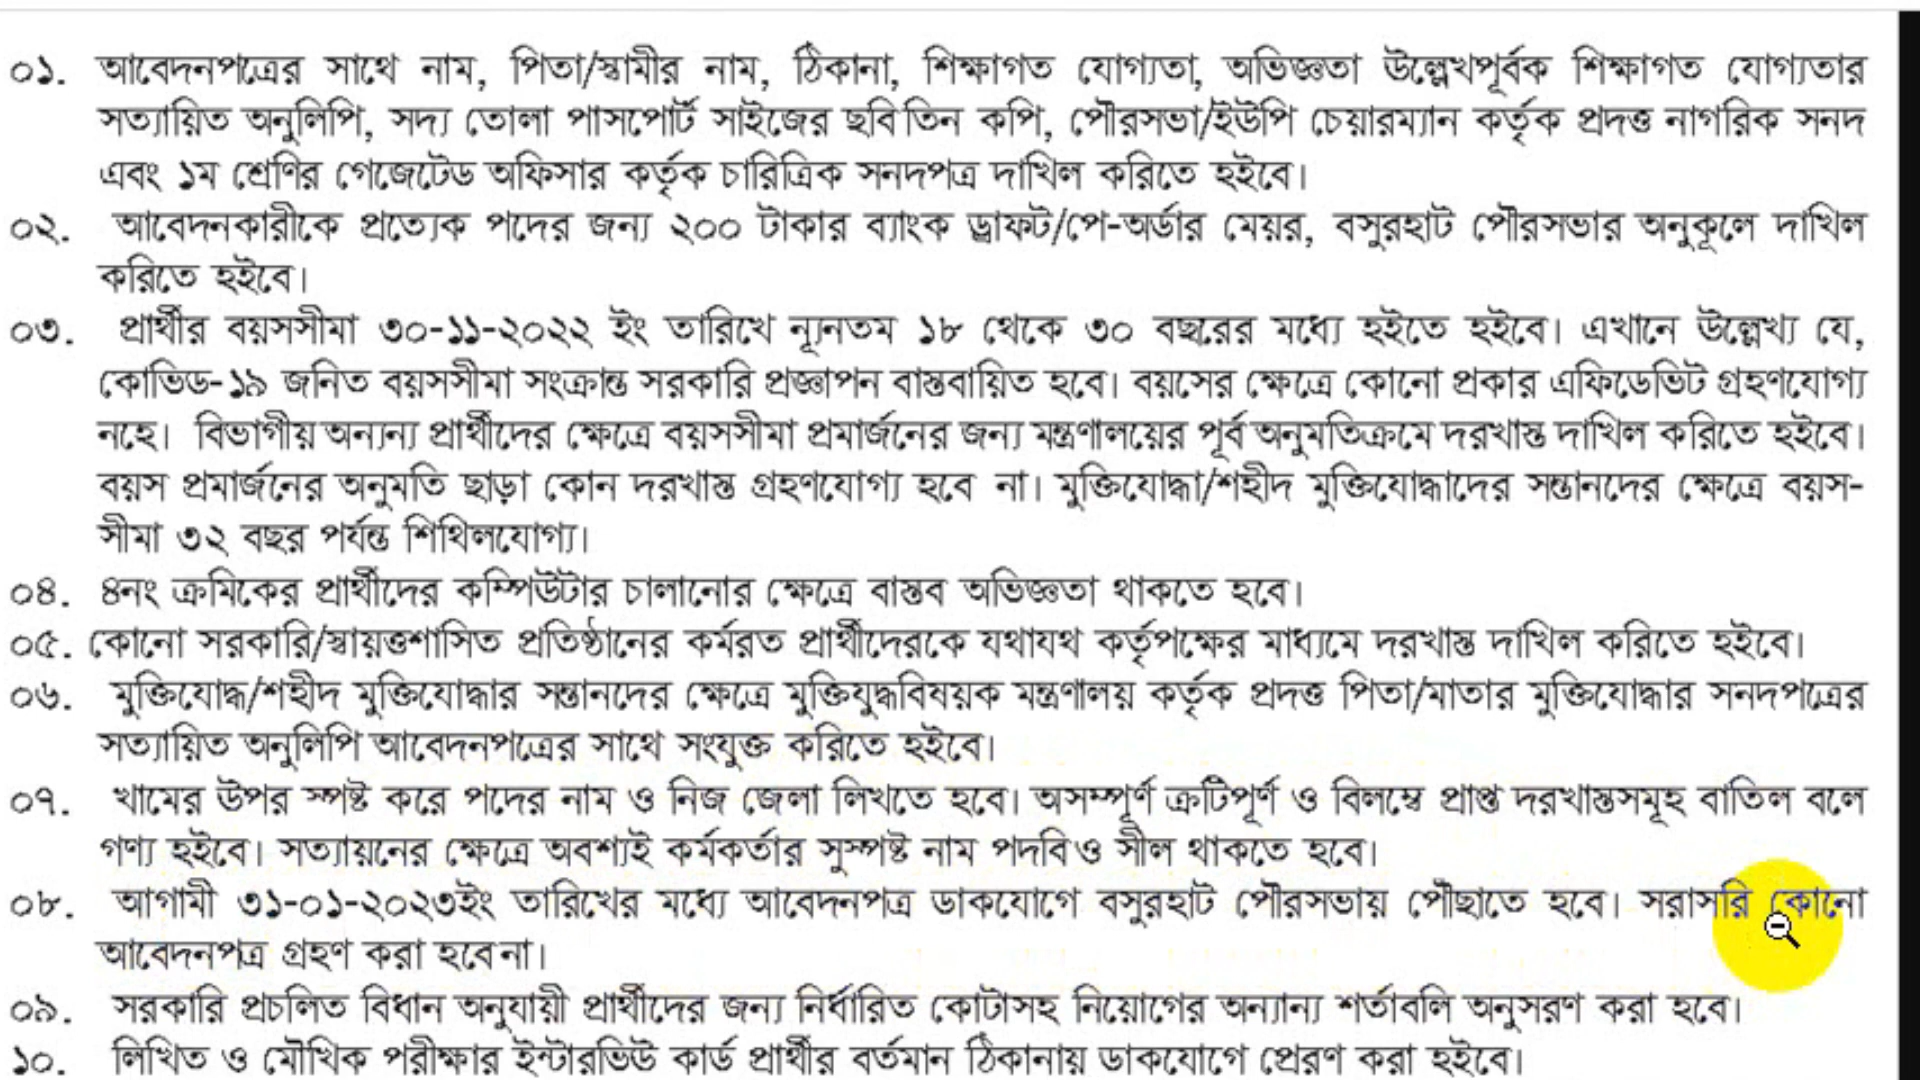 ০১. আবেদনপত্রের সাথে নাম, পিতা/স্বামীর নাম, ঠিকানা, শিক্ষাগত যোগ্যতা, অভিজ্ঞতা উল্লেখপূর্বক শিক্ষাগত যোগ্যতার
সত্যায়িত অনুলিপি, সদ্য তোলা পাসপোর্ট সাইজের ছবি তিন কপি, পৌরসভা/ইউপি চেয়ারম্যান কর্তৃক প্রদত্ত নাগরিক সনদ
এবং ১ম শ্রেণির গেজেটেড অফিসার কর্তৃক চারিত্রিক সনদপত্র দাখিল করিতে হইবে।
০২. আবেদনকারীকে প্রত্যেক পদের জন্য ২০০ টাকার ব্যাংক ড্রাফট/পে-অর্ডার মেয়র, বসুরহাট পৌরসভার অনুকূলে দাখিল
করিতে হইবে।
০৩. প্রার্থীর বয়সসীমা ৩০-১১-২০২২ ইং তারিখে ন্যূনতম ১৮ থেকে ৩০ বছরের মধ্যে হইতে হইবে। এখানে উল্লেখ্য যে,
কোভিড-১৯ জনিত বয়সসীমা সংক্রান্ত সরকারি প্রজ্ঞাপন বাস্তবায়িত হবে। বয়সের ক্ষেত্রে কোনো প্রকার এফিডেভিট গ্রহণযোগ্য
নহে। বিভাগীয় অন্যন্য প্রার্থীদের ক্ষেত্রে বয়সসীমা প্রমার্জনের জন্য মন্ত্রণালয়ের পূর্ব অনুমতিক্রমে দরখাস্ত দাখিল করিতে হইবে।
বয়স প্রমার্জনের অনুমতি ছাড়া কোন দরখাস্ত গ্রহণযোগ্য হবে না। মুক্তিযোদ্ধা/শহীদ মুক্তিযোদ্ধাদের সন্তানদের ক্ষেত্রে বয়স-
সীমা ৩২ বছর পর্যন্ত শিথিলযোগ্য।
০৪. ৪নং ক্রমিকের প্রার্থীদের কম্পিউটার চালানোর ক্ষেত্রে বাস্তব অভিজ্ঞতা থাকতে হবে।
০৫. কোনো সরকারি/স্বায়ত্তশাসিত প্রতিষ্ঠানের কর্মরত প্রার্থীদেরকে যথাযথ কর্তৃপক্ষের মাধ্যমে দরখাস্ত দাখিল করিতে হইবে।
০৬. মুক্তিযোদ্ধ/শহীদ মুক্তিযোদ্ধার সন্তানদের ক্ষেত্রে মুক্তিযুদ্ধবিষয়ক মন্ত্রণালয় কর্তৃক প্রদত্ত পিতা/মাতার মুক্তিযোদ্ধার সনদপত্রের
সত্যায়িত অনুলিপি আবেদনপত্রের সাথে সংযুক্ত করিতে হইবে।
০৭. খামের উপর স্পষ্ট করে পদের নাম ও নিজ জেলা লিখতে হবে। অসম্পূর্ণ ক্রটিপূর্ণ ও বিলম্বে প্রাপ্ত দরখাস্তসমূহ বাতিল বলে
গণ্য হইবে। সত্যায়নের ক্ষেত্রে অবশ্যই কর্মকর্তার সুস্পষ্ট নাম পদবি ও সীল থাকতে হবে।
০৮. আগামী ৩১-০১-২০২৩ইং তারিখের মধ্যে আবেদনপত্র ডাকযোগে বসুরহাট পৌরসভায় পৌঁছাতে হবে। সরাসরি কোনো
আবেদনপত্র গ্রহণ করা হবে না।
০৯. সরকারি প্রচলিত বিধান অনুযায়ী প্রার্থীদের জন্য নির্ধারিত কোটাসহ নিয়োগের অন্যান্য শর্তাবলি অনুসরণ করা হবে।
১০. লিখিত ও মৌখিক পরীক্ষার ইন্টারভিউ কার্ড প্রার্থীর বর্তমান ঠিকানায় ডাকযোগে প্রেরণ করা হইবে।